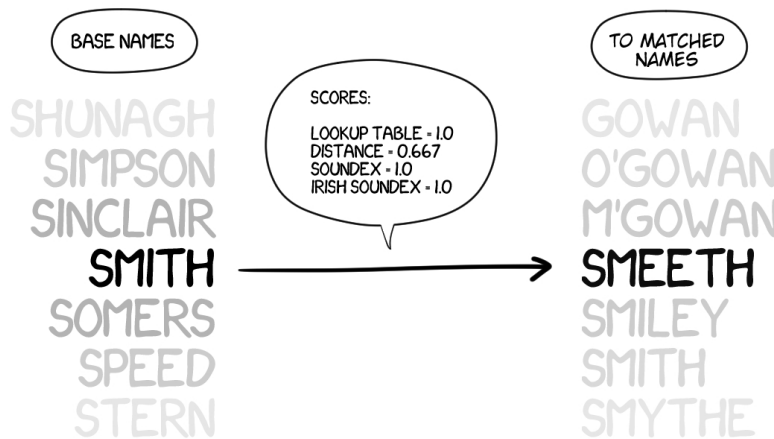 BASE NAMES
TO MATCHED
NAMES
SCORES:
LOOKUP TABLE - 1.0
DISTANCE - 0.667
SOUNDEX - 1.0
IRISH SOUNDEX - 1.0
SHUNAGH
SIMPSON
SINCLAIR
SMITH
SOMERS
SPEED
STERN
GOWAN
O'GOWAN
M'GOWAN
SMEETH
SMILEY
SMITH
SMYTHE